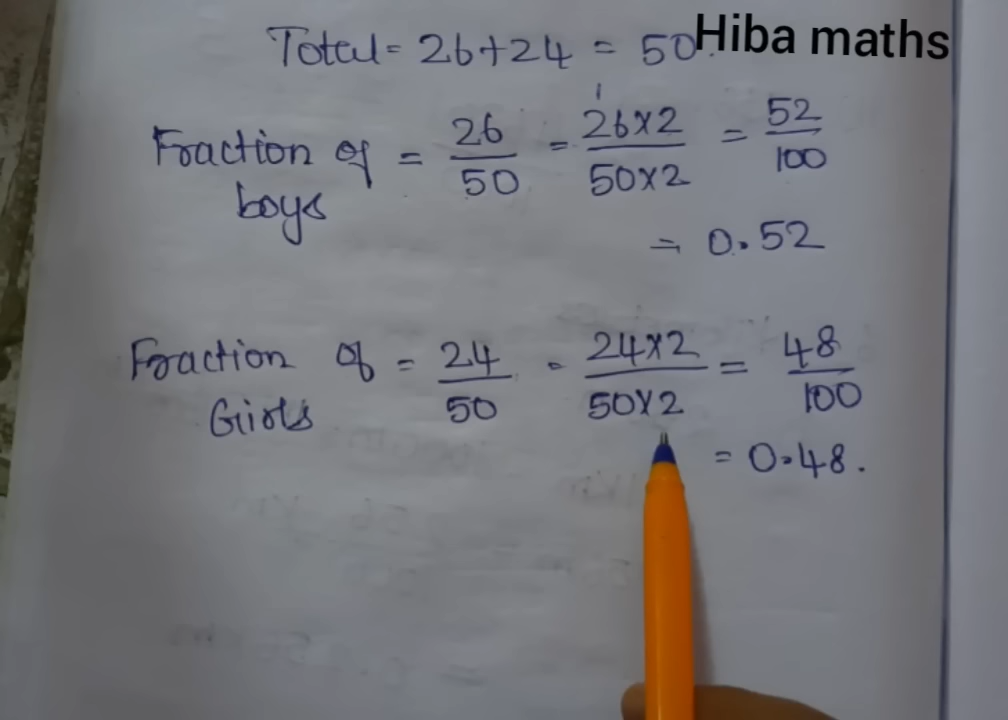 Total = 26+24 = 50. Hiba maths
Fraction of boys = 26/50 = 26×2/50×2 = 52/100
= 0.52
Fraction of Girls = 24/50 = 24×2/50×2 = 48/100
= 0.48.